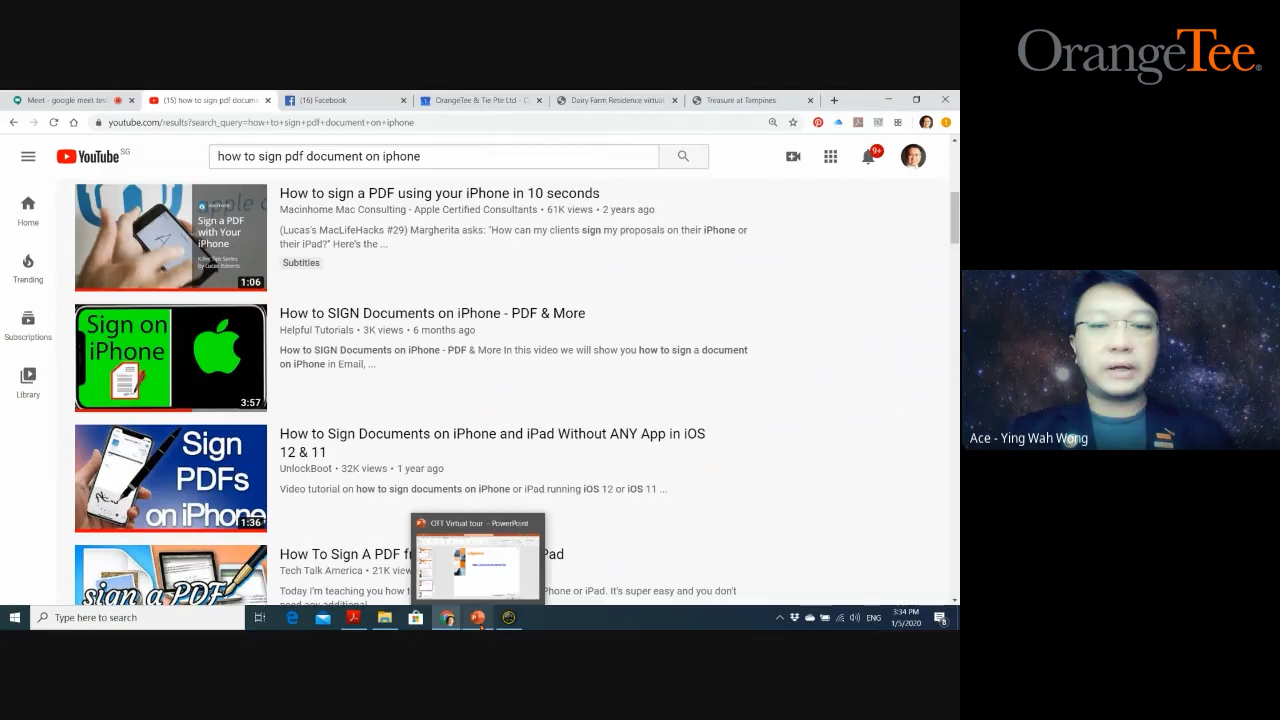 OrangeTee
Meet - google meet tes
(15) how to sign pdf docum
(16) Facebook
OrangeTee & Tie Pte Ltd - C
Dairy Farm Residence virtual
Treasure at Tampines
youtube.com/results?search_query=how+to+sign+pdf+document+on+iphone
YouTube SG
how to sign pdf document on iphone
9+
Home
Trending
Subscriptions
Library
Sign a PDF
with Your
iPhone
1:06
How to sign a PDF using your iPhone in 10 seconds
Macinhome Mac Consulting - Apple Certified Consultants • 61K views • 2 years ago
(Lucas's MacLifeHacks #29) Margherita asks: "How can my clients sign my proposals on their iPhone or
their iPad?" Here's the ...
Subtitles
Sign on
iPhone
3:57
How to SIGN Documents on iPhone - PDF & More
Helpful Tutorials • 3K views • 6 months ago
How to SIGN Documents on iPhone - PDF & More In this video we will show you how to sign a document
on iPhone in Email, ...
Sign
PDFs
on iPhone
1:36
How to Sign Documents on iPhone and iPad Without ANY App in iOS
12 & 11
UnlockBoot • 32K views • 1 year ago
Video tutorial on how to sign documents on iPhone or iPad running iOS 12 or iOS 11 ...
sign a PDF
How To Sign A PDF fr
Pad
Tech Talk America • 21K view
Today I'm teaching you how t
Phone or iPad. It's super easy and you don't
need any additional
OTT Virtual tour - PowerPoint
Type here to search
ENG
3:34 PM
1/5/2020
8
Ace - Ying Wah Wong